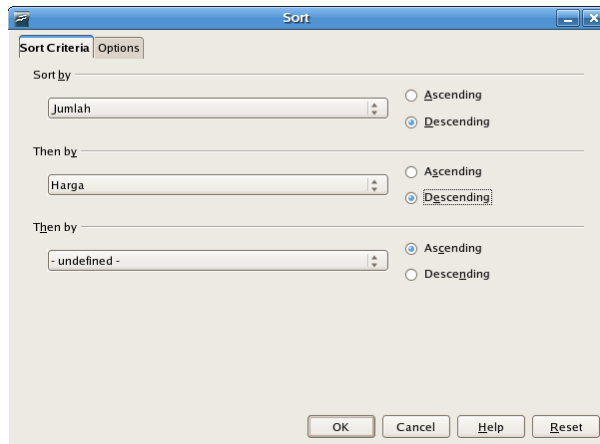 Sort
Sort Criteria Options
Sort by
Jumlah
Ascending
Descending
Then by
Harga
Ascending
Descending
Then by
- undefined -
Ascending
Descending
OK Cancel Help Reset